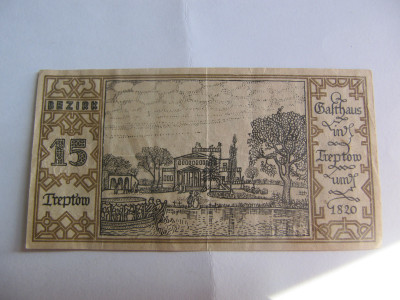 BEZIRK
15
Treptow
Gasthaus
in
Treptow
um
1820